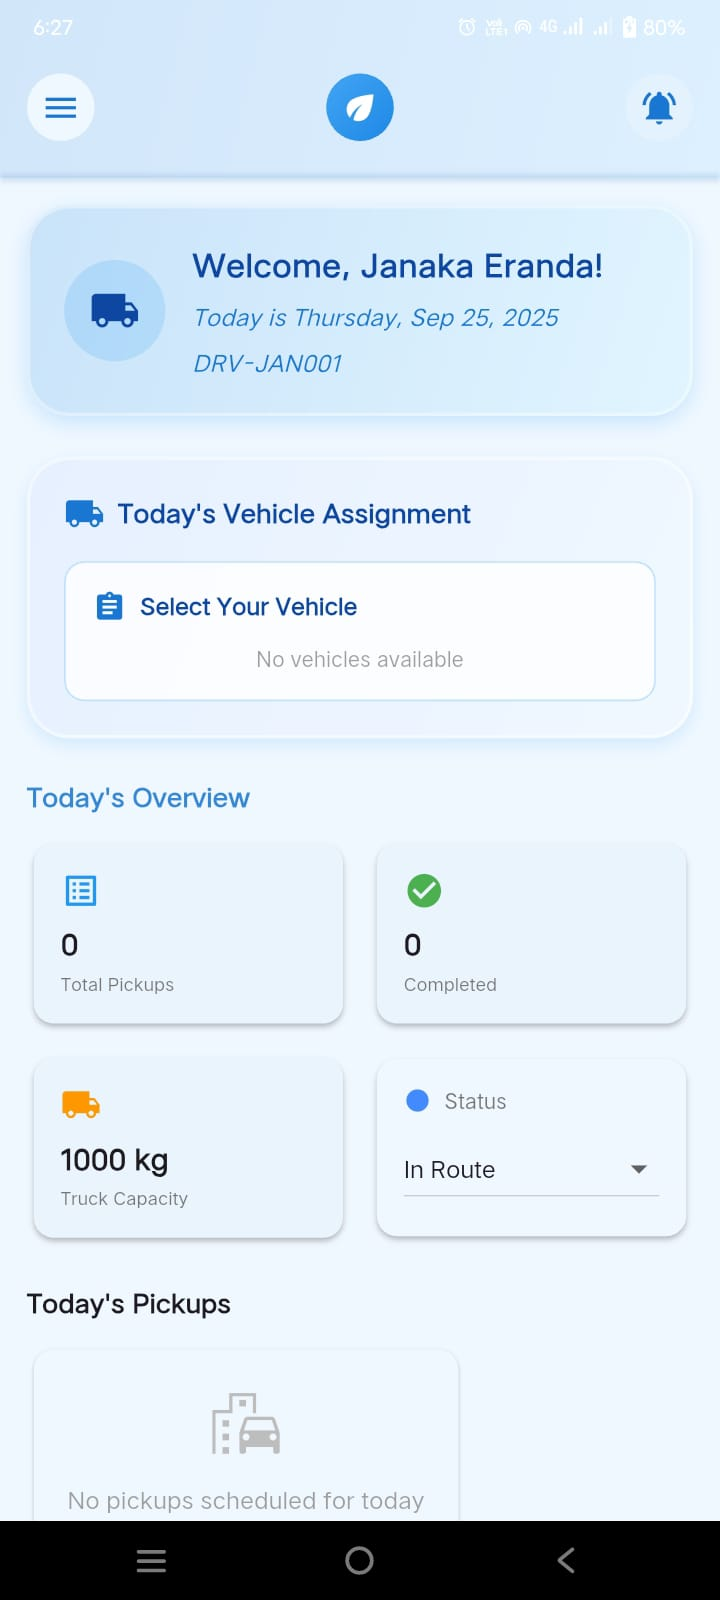 6:27
4G
80%
Welcome, Janaka Eranda!
Today is Thursday, Sep 25, 2025
DRV-JAN001
Today's Vehicle Assignment
Select Your Vehicle
No vehicles available
Today's Overview
0
Total Pickups
0
Completed
1000 kg
Truck Capacity
Status
In Route
Today's Pickups
No pickups scheduled for today